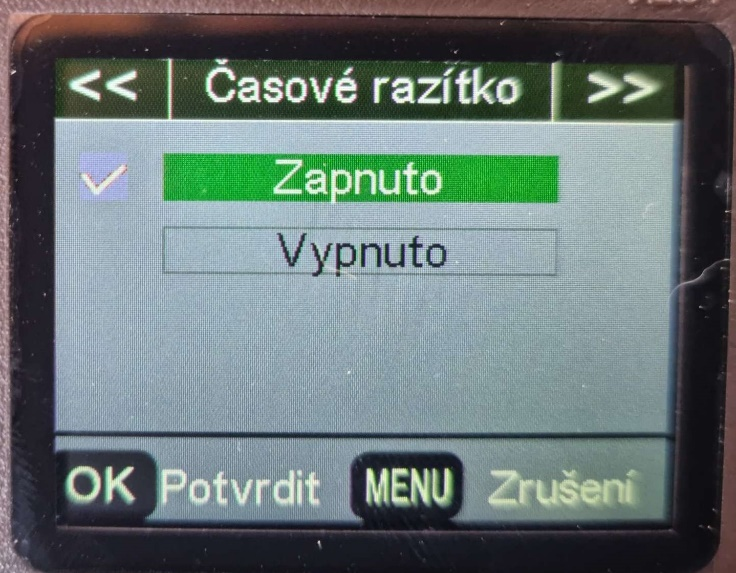 << Časové razítko >>
Zapnuto
Vypnuto
OK Potvrdit MENU Zrušení